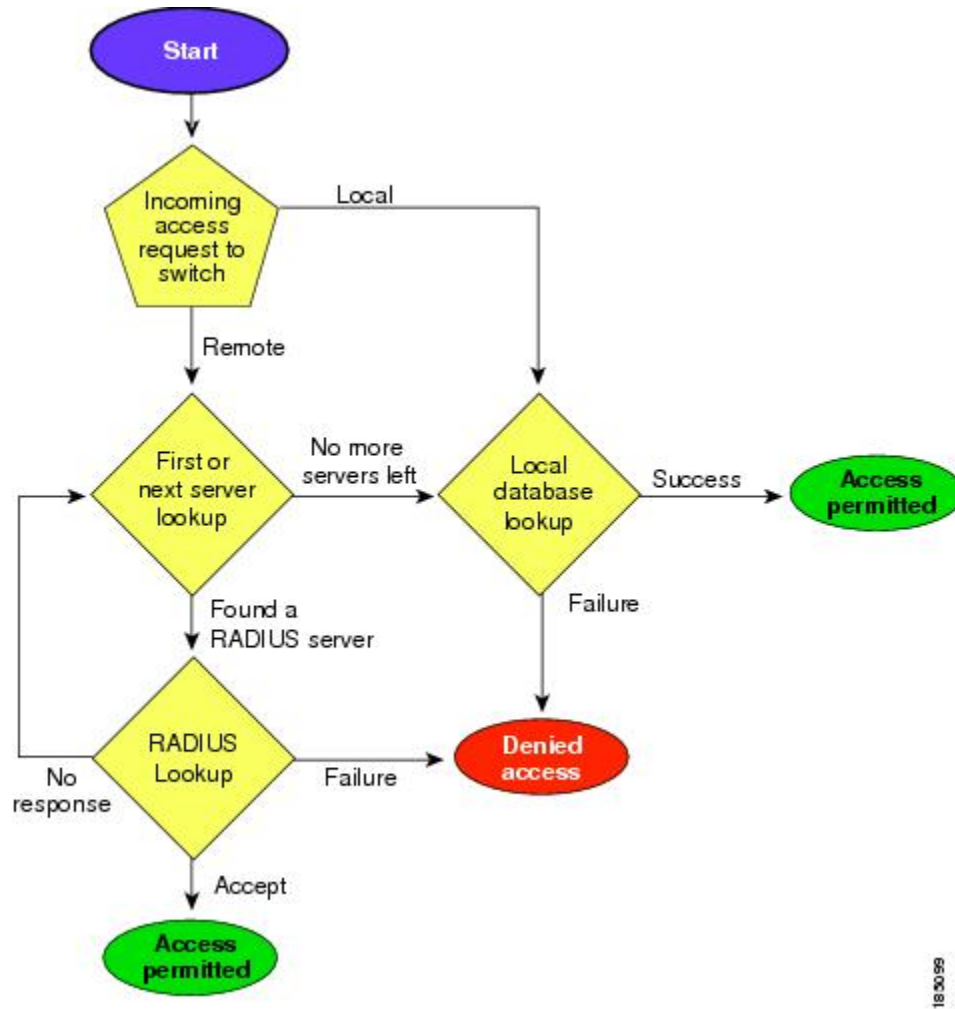 Start
Incoming
access
request to
switch
Local
Remote
First or
next server
lookup
No more
servers left
Local
database
lookup
Success
Access
permitted
Found a
RADIUS server
Failure
RADIUS
Lookup
No
response
Failure
Denied
access
Accept
Access
permitted
185099